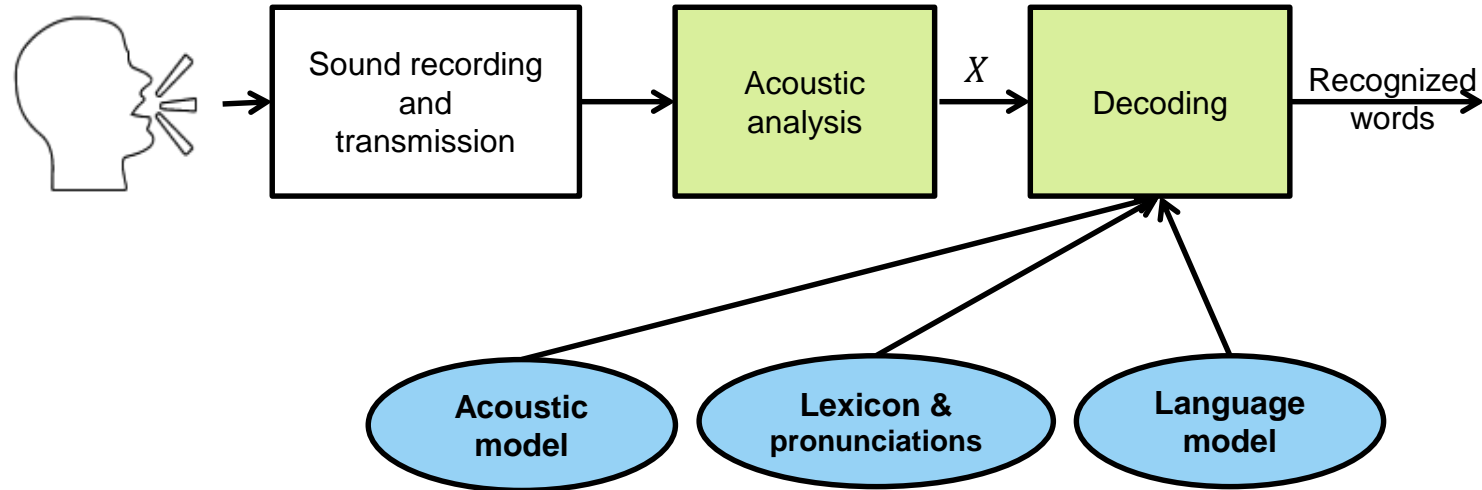 Sound recording
and
transmission
Acoustic
analysis
X
Decoding
Recognized
words
Acoustic
model
Lexicon &
pronunciations
Language
model